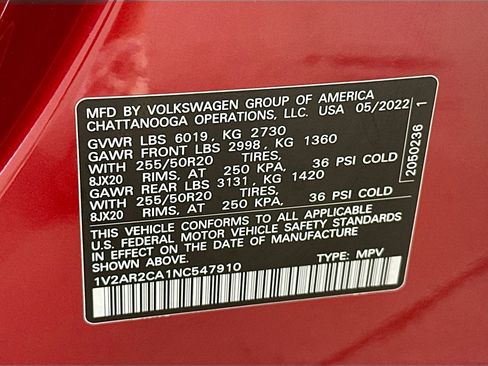 MFD BY VOLKSWAGEN GROUP OF AMERICA
CHATTANOOGA OPERATIONS, LLC. USA 05/2022
GVWR LBS 6019, KG 2730
GAWR FRONT LBS 2998, KG 1360
WITH 255/50R20 TIRES,
8JX20 RIMS, AT 250 KPA, 36 PSI COLD
GAWR REAR LBS 3131, KG 1420
WITH 255/50R20 TIRES,
8JX20 RIMS, AT 250 KPA, 36 PSI COLD
THIS VEHICLE CONFORMS TO ALL APPLICABLE
U.S. FEDERAL MOTOR VEHICLE SAFETY STANDARDS
IN EFFECT ON THE DATE OF MANUFACTURE
1V2AR2CA1NC547910 TYPE: MPV
2050236 1